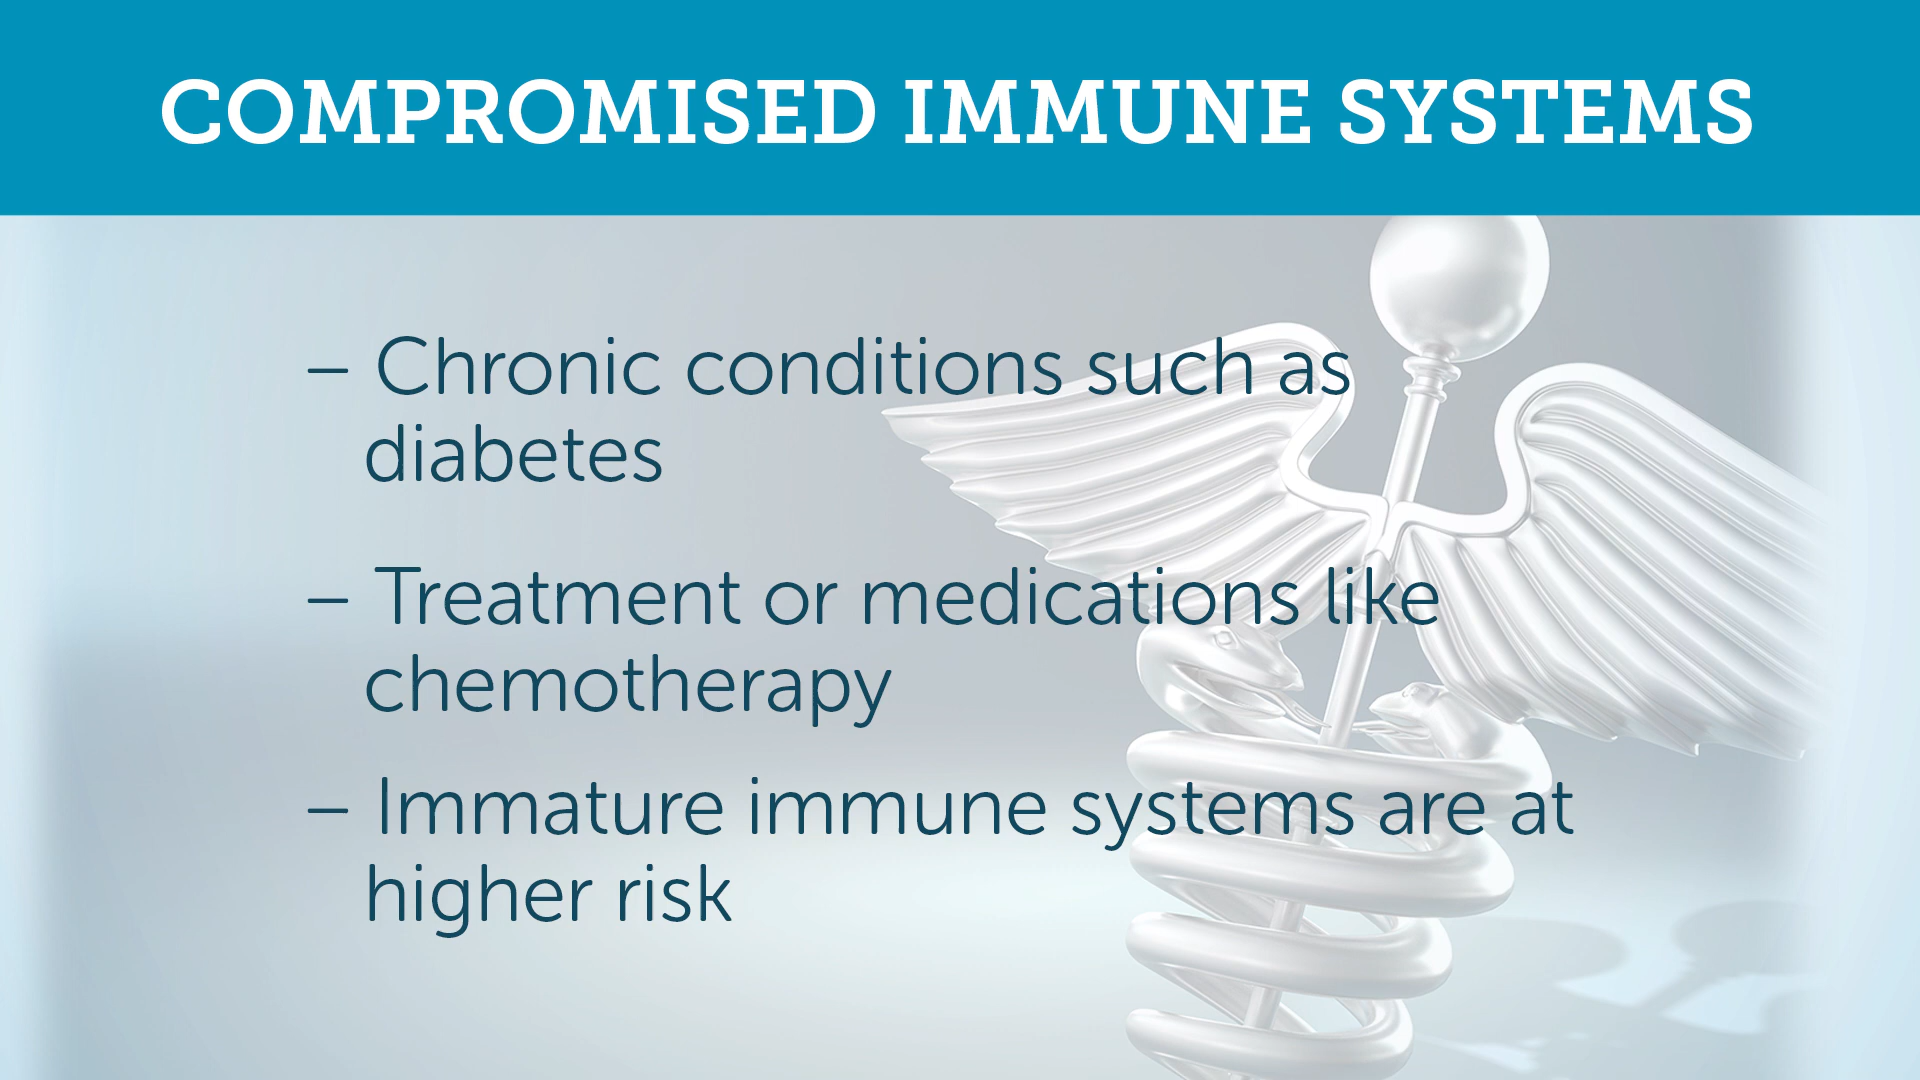 COMPROMISED IMMUNE SYSTEMS
– Chronic conditions such as
diabetes
– Treatment or medications like
chemotherapy
– Immature immune systems are at
higher risk